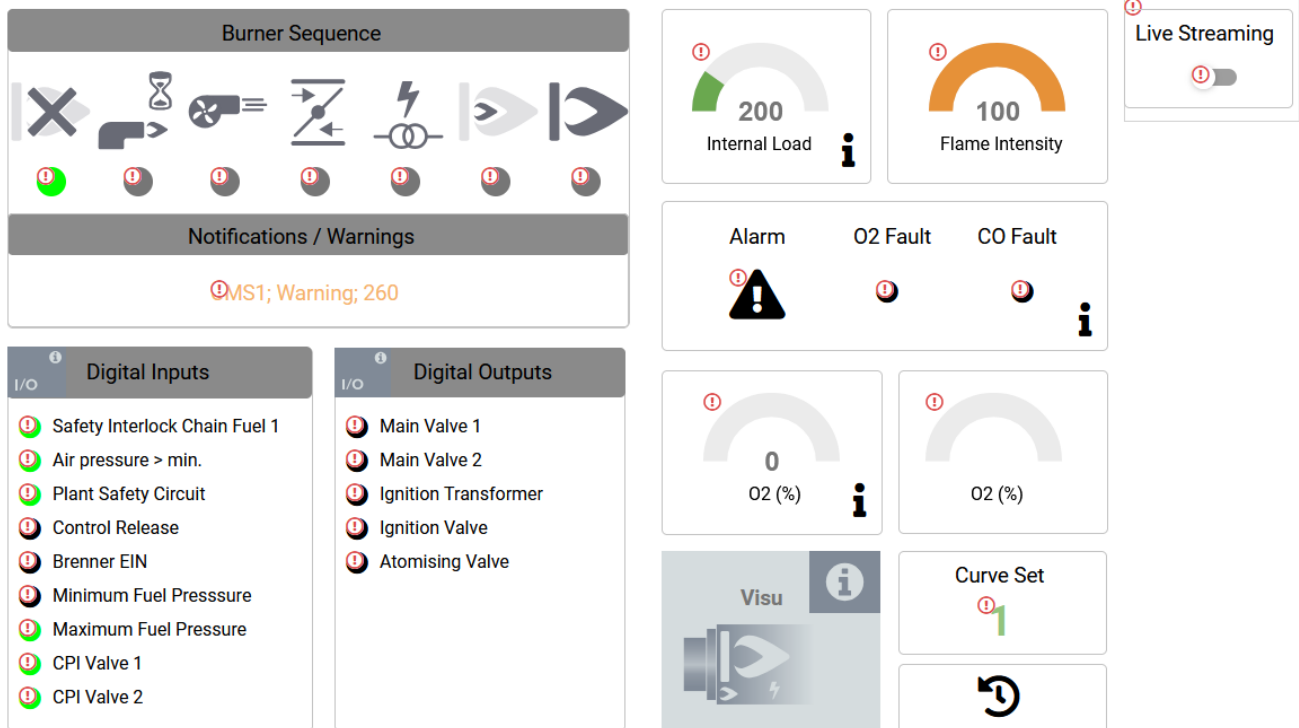 Burner Sequence
Notifications / Warnings
MS1; Warning; 260
I/O
Digital Inputs
Safety Interlock Chain Fuel 1
Air pressure > min.
Plant Safety Circuit
Control Release
Brenner EIN
Minimum Fuel Presssure
Maximum Fuel Pressure
CPI Valve 1
CPI Valve 2
I/O
Digital Outputs
Main Valve 1
Main Valve 2
Ignition Transformer
Ignition Valve
Atomising Valve
200
Internal Load
100
Flame Intensity
Live Streaming
Alarm
O2 Fault
CO Fault
0
O2 (%)
O2 (%)
Visu
Curve Set
1